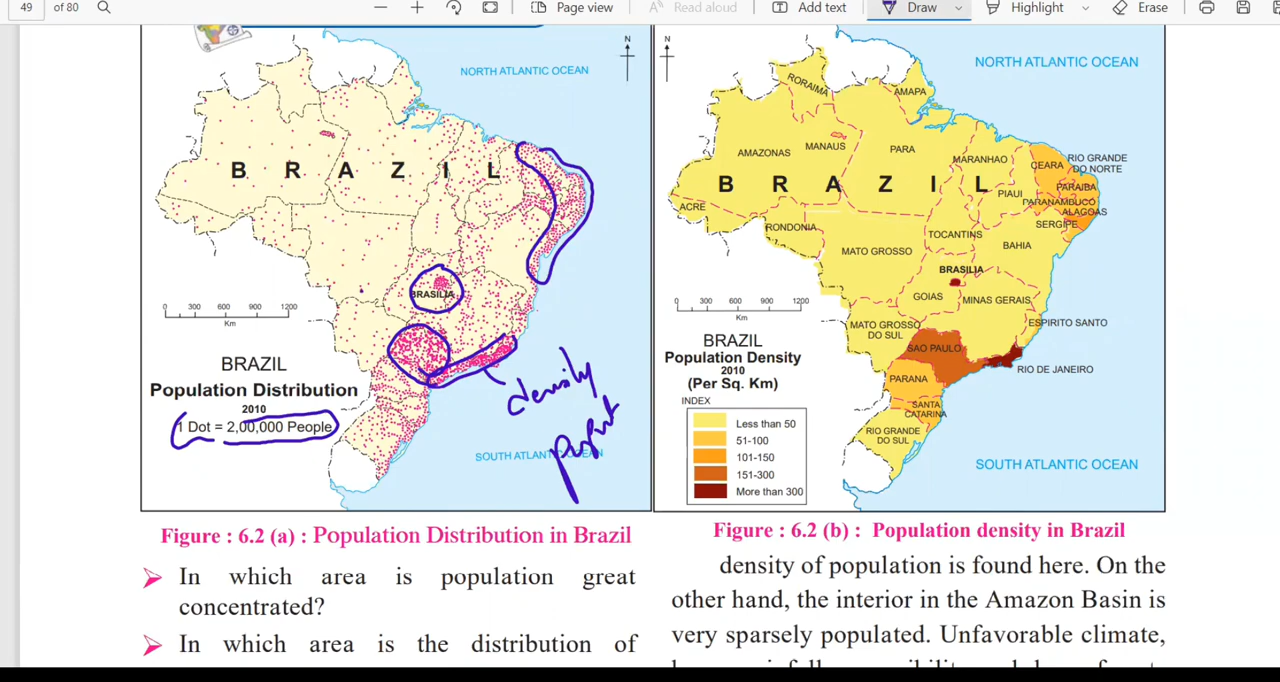 49 of 80 Page view Read aloud Add text Draw Highlight Erase
N
NORTH ATLANTIC OCEAN
B R A Z I L
BRASILIA
0 300 600 900 1200
Km
BRAZIL
Population Distribution
2010
1 Dot = 2,00,000 People
densily
SOUTH ATLANTIC OCEAN
Figure : 6.2 (a) : Population Distribution in Brazil
In which area is population great
concentrated?
In which area is the distribution of
N
NORTH ATLANTIC OCEAN
RORAIMA
AMAPA
AMAZONAS
MANAUS
PARA
MARANHAO
CEARA
RIO GRANDE
DO NORTE
B R A Z I L
PARAIBA
PIAUI
PARANAMBUCO
ACRE
ALAGOAS
RONDONIA
SERGIPE
TOCANTINS
MATO GROSSO
BAHIA
BRASILIA
GOIAS
MINAS GERAIS
0 300 600 900 1200
Km
MATO GROSSO
DO SUL
ESPIRITO SANTO
SAO PAULO
RIO DE JANEIRO
PARANA
SANTA
CATARINA
RIO GRANDE
DO SUL
BRAZIL
Population Density
2010
(Per Sq. Km)
INDEX
Less than 50
51-100
101-150
151-300
More than 300
SOUTH ATLANTIC OCEAN
Figure : 6.2 (b) : Population density in Brazil
density of population is found here. On the
other hand, the interior in the Amazon Basin is
very sparsely populated. Unfavorable climate,